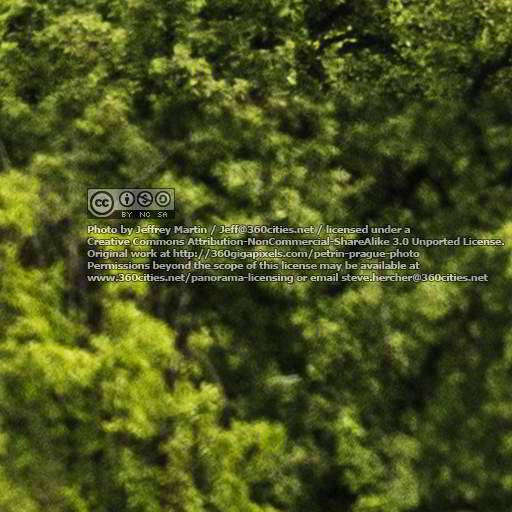 cc BY NC SA
Photo by Jeffrey Martin / Jeff@360cities.net / licensed under a
Creative Commons Attribution-NonCommercial-ShareAlike 3.0 Unported License.
Original work at http://360gigapixels.com/petrin-prague-photo
Permissions beyond the scope of this license may be available at
www.360cities.net/panorama-licensing or email steve.hercher@360cities.net